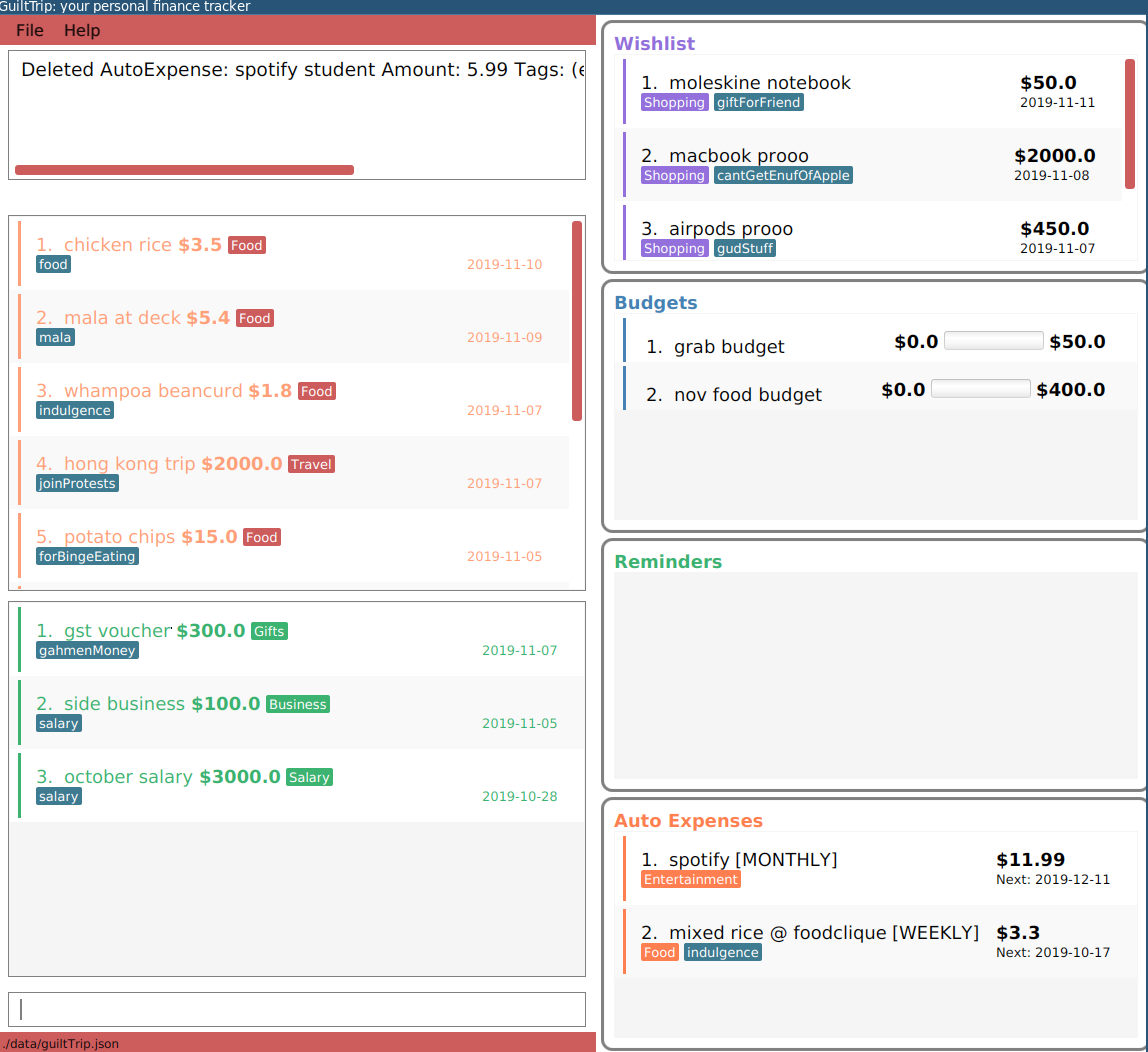 GuiltTrip: your personal finance tracker
File Help
Deleted AutoExpense: spotify student Amount: 5.99 Tags: (e
1. chicken rice $3.5 Food
food 2019-11-10
2. mala at deck $5.4 Food
mala 2019-11-09
3. whampoa beancurd $1.8 Food
indulgence 2019-11-07
4. hong kong trip $2000.0 Travel
joinProtests 2019-11-07
5. potato chips $15.0 Food
forBingeEating 2019-11-05
1. gst voucher $300.0 Gifts
gahmenMoney 2019-11-07
2. side business $100.0 Business
salary 2019-11-05
3. october salary $3000.0 Salary
salary 2019-10-28
./data/guiltTrip.json
Wishlist
1. moleskine notebook $50.0
Shopping giftForFriend 2019-11-11
2. macbook prooo $2000.0
Shopping cantGetEnufOfApple 2019-11-08
3. airpods prooo $450.0
Shopping gudStuff 2019-11-07
Budgets
1. grab budget $0.0 $50.0
2. nov food budget $0.0 $400.0
Reminders
Auto Expenses
1. spotify [MONTHLY] $11.99
Entertainment Next: 2019-12-11
2. mixed rice @ foodclique [WEEKLY] $3.3
Food indulgence Next: 2019-10-17